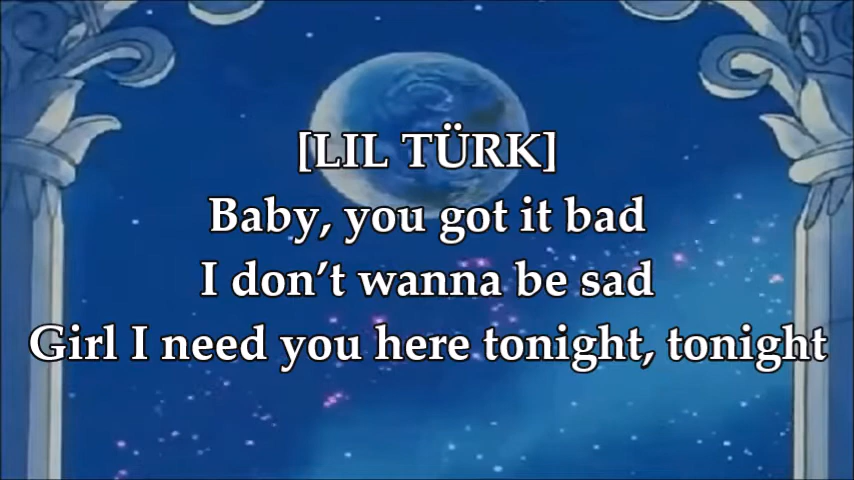 [LIL TÜRK]
Baby, you got it bad
I don’t wanna be sad
Girl I need you here tonight, tonight